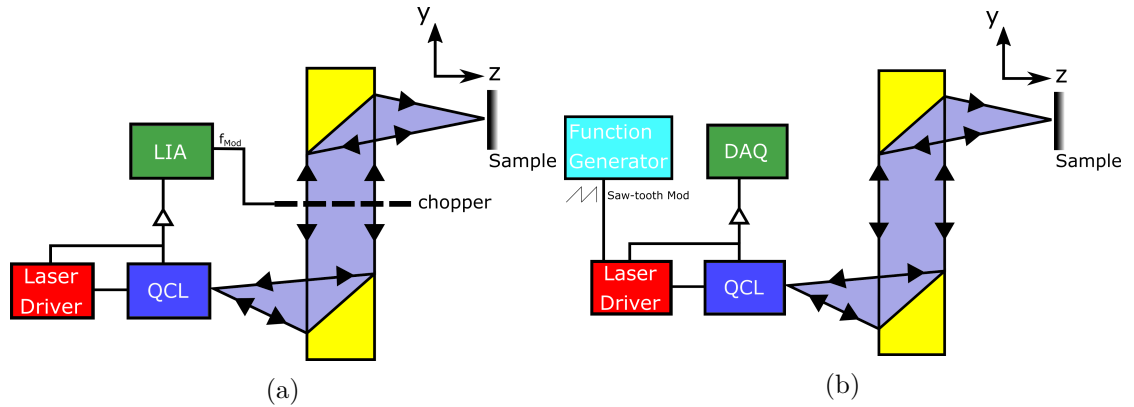 y
z
LIA
f_Mod
Sample
chopper
Laser
Driver
QCL
(a)
y
z
Function
Generator
DAQ
Saw-tooth Mod
Sample
Laser
Driver
QCL
(b)